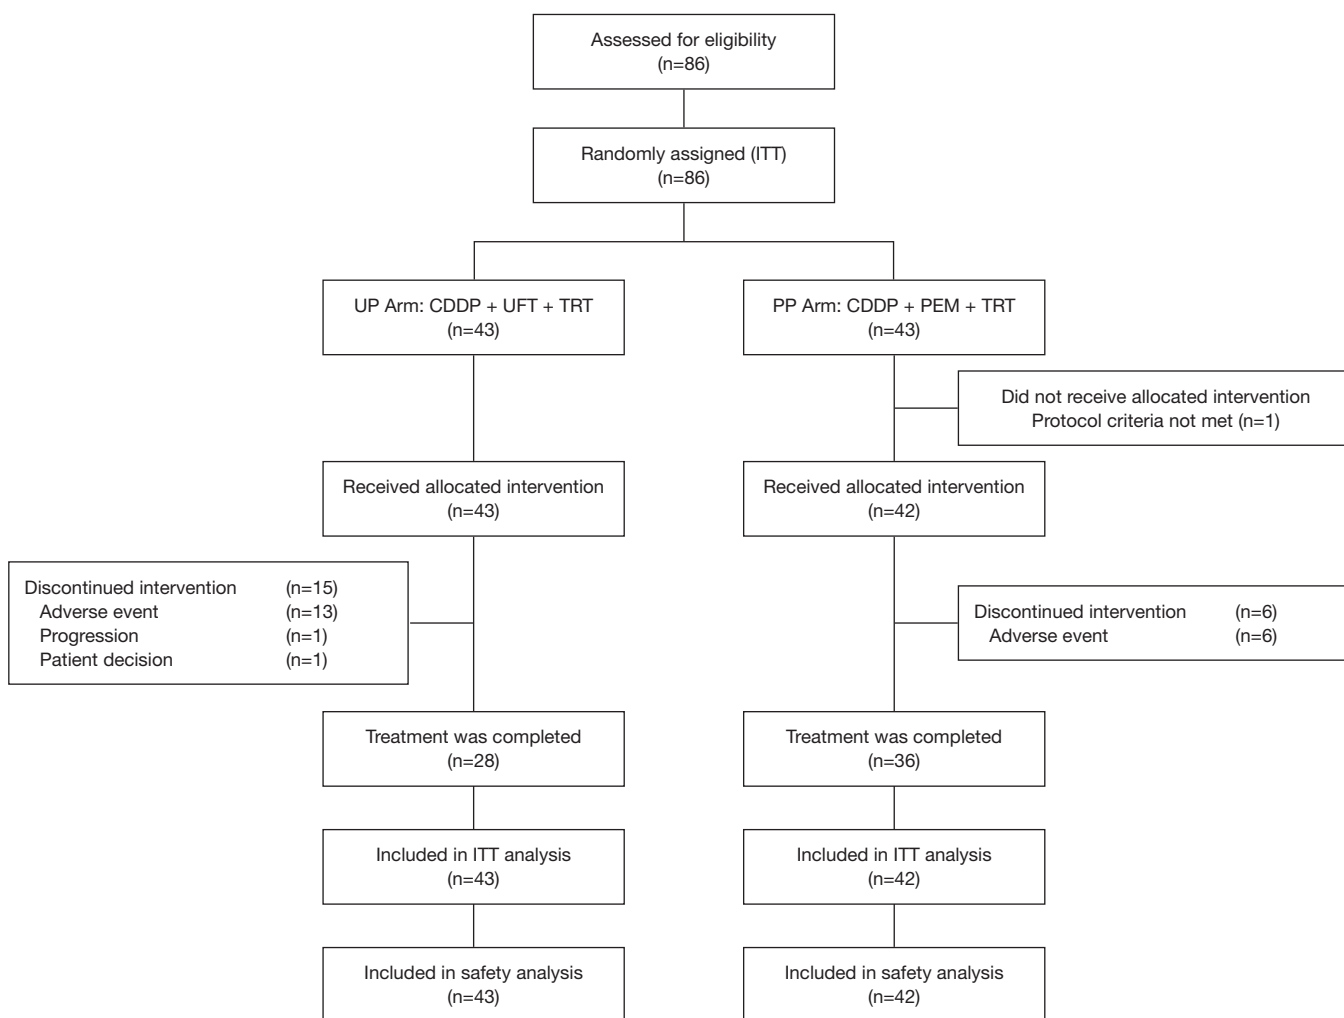 Assessed for eligibility
(n=86)
Randomly assigned (ITT)
(n=86)
UP Arm: CDDP + UFT + TRT
(n=43)
PP Arm: CDDP + PEM + TRT
(n=43)
Did not receive allocated intervention
Protocol criteria not met (n=1)
Received allocated intervention
(n=43)
Received allocated intervention
(n=42)
Discontinued intervention (n=15)
Adverse event (n=13)
Progression (n=1)
Patient decision (n=1)
Discontinued intervention (n=6)
Adverse event (n=6)
Treatment was completed
(n=28)
Treatment was completed
(n=36)
Included in ITT analysis
(n=43)
Included in ITT analysis
(n=42)
Included in safety analysis
(n=43)
Included in safety analysis
(n=42)